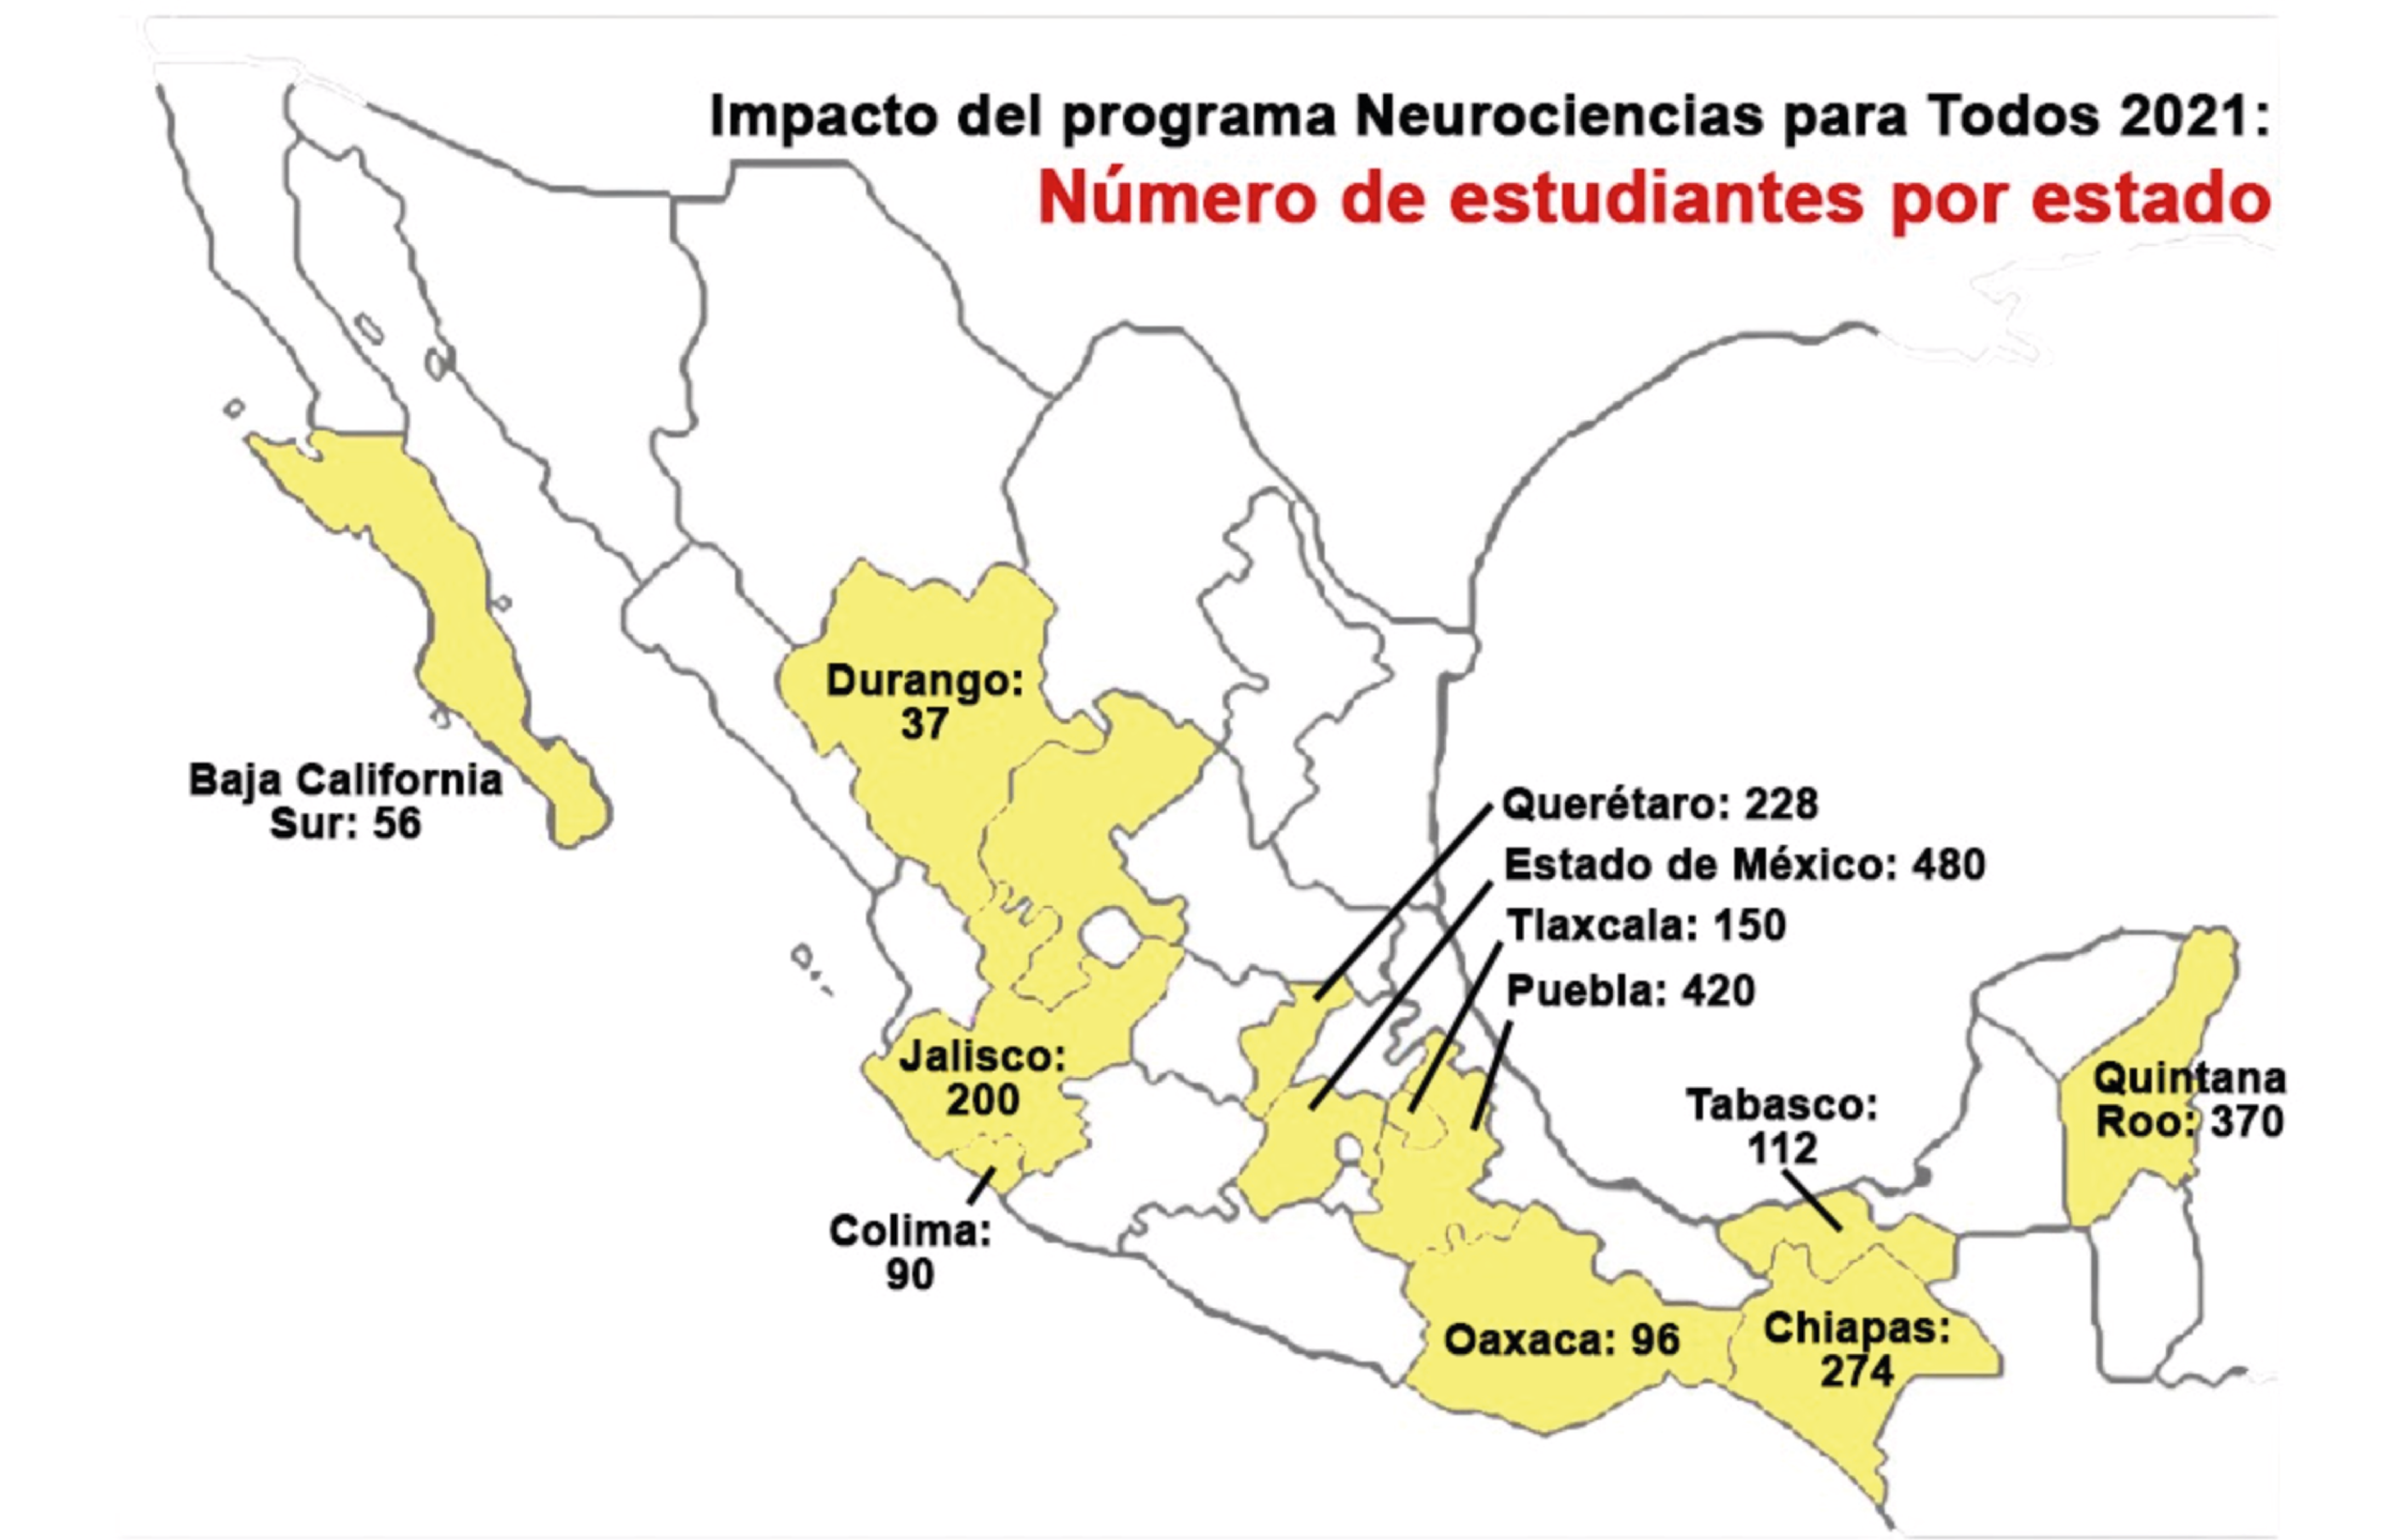 Impacto del programa Neurociencias para Todos 2021:
Número de estudiantes por estado
Durango:
37
Baja California
Sur: 56
Querétaro: 228
Estado de México: 480
Tlaxcala: 150
Puebla: 420
Jalisco:
200
Quintana
Roo: 370
Tabasco:
112
Colima:
90
Oaxaca: 96
Chiapas:
274